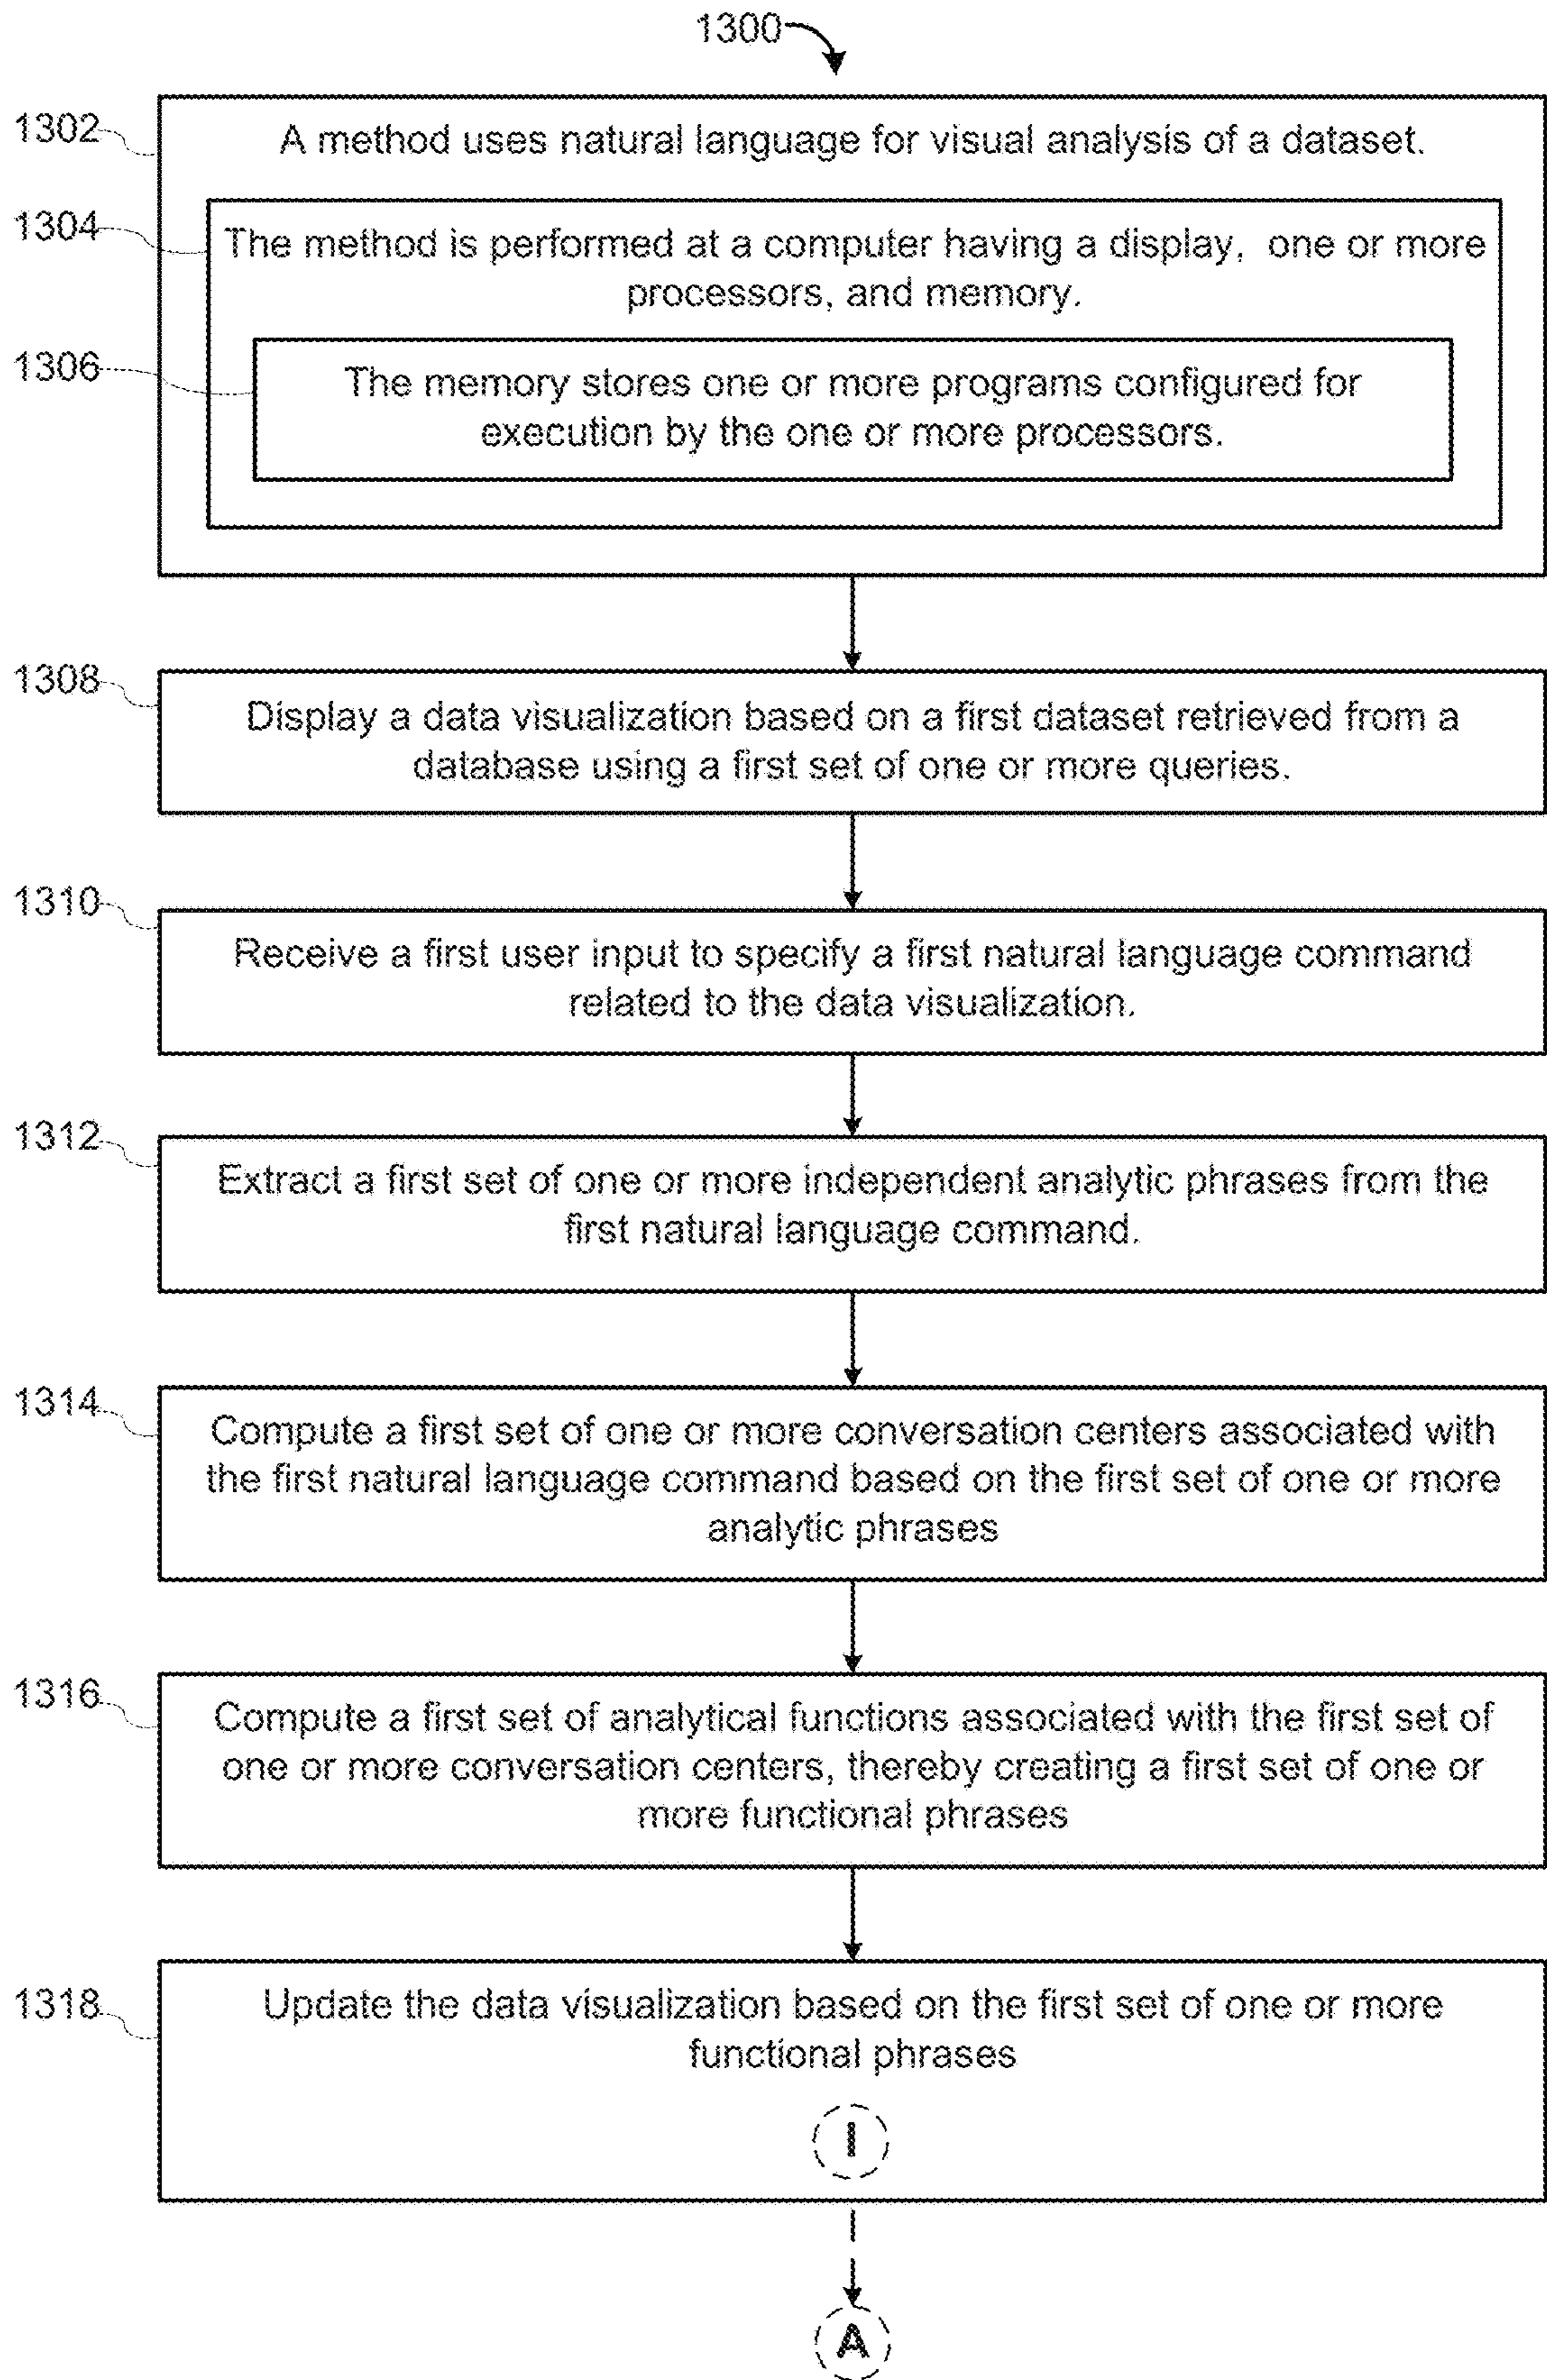 1300
1302
A method uses natural language for visual analysis of a dataset.
1304
The method is performed at a computer having a display, one or more
processors, and memory.
1306
The memory stores one or more programs configured for
execution by the one or more processors.
1308
Display a data visualization based on a first dataset retrieved from a
database using a first set of one or more queries.
1310
Receive a first user input to specify a first natural language command
related to the data visualization.
1312
Extract a first set of one or more independent analytic phrases from the
first natural language command.
1314
Compute a first set of one or more conversation centers associated with
the first natural language command based on the first set of one or more
analytic phrases
1316
Compute a first set of analytical functions associated with the first set of
one or more conversation centers, thereby creating a first set of one or
more functional phrases
1318
Update the data visualization based on the first set of one or more
functional phrases
I
A